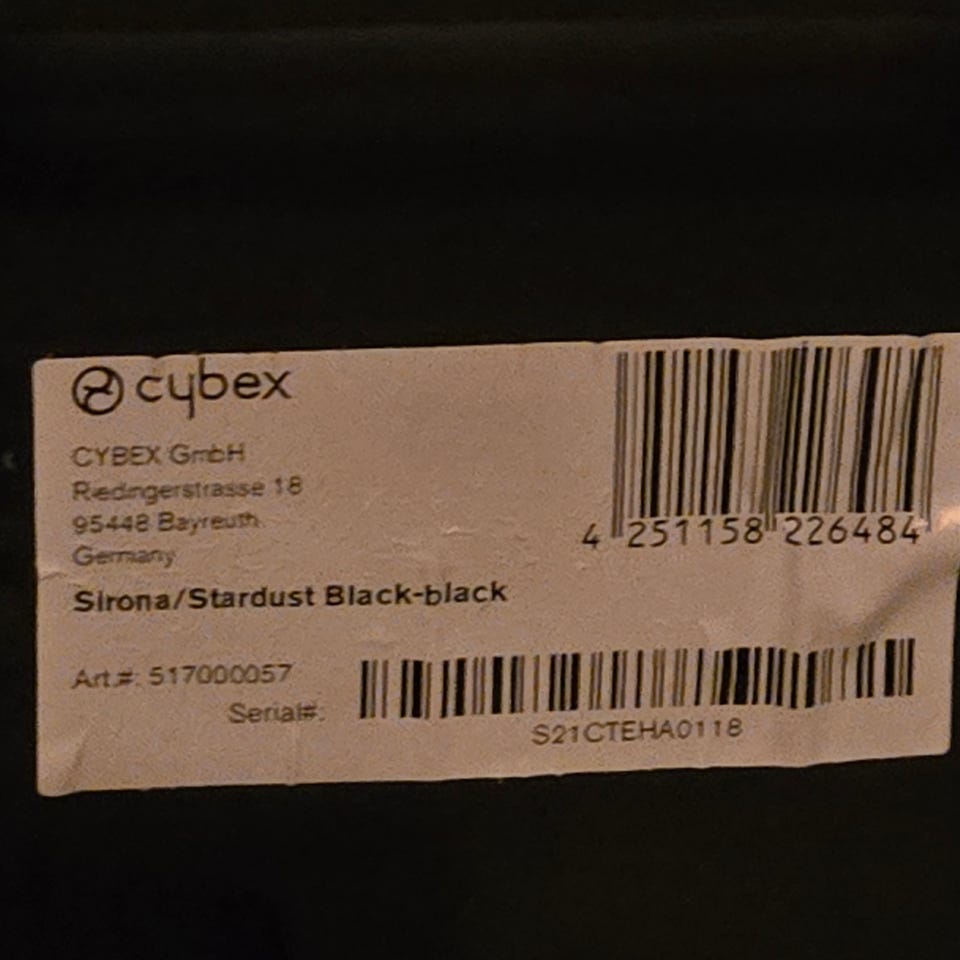 cybex
CYBEX GmbH
Riedingerstrasse 18
95448 Bayreuth
Germany
4 251158 226484
Sirona/Stardust Black-black
Art.#: 517000057
Serial#:
S21CTEHA0118